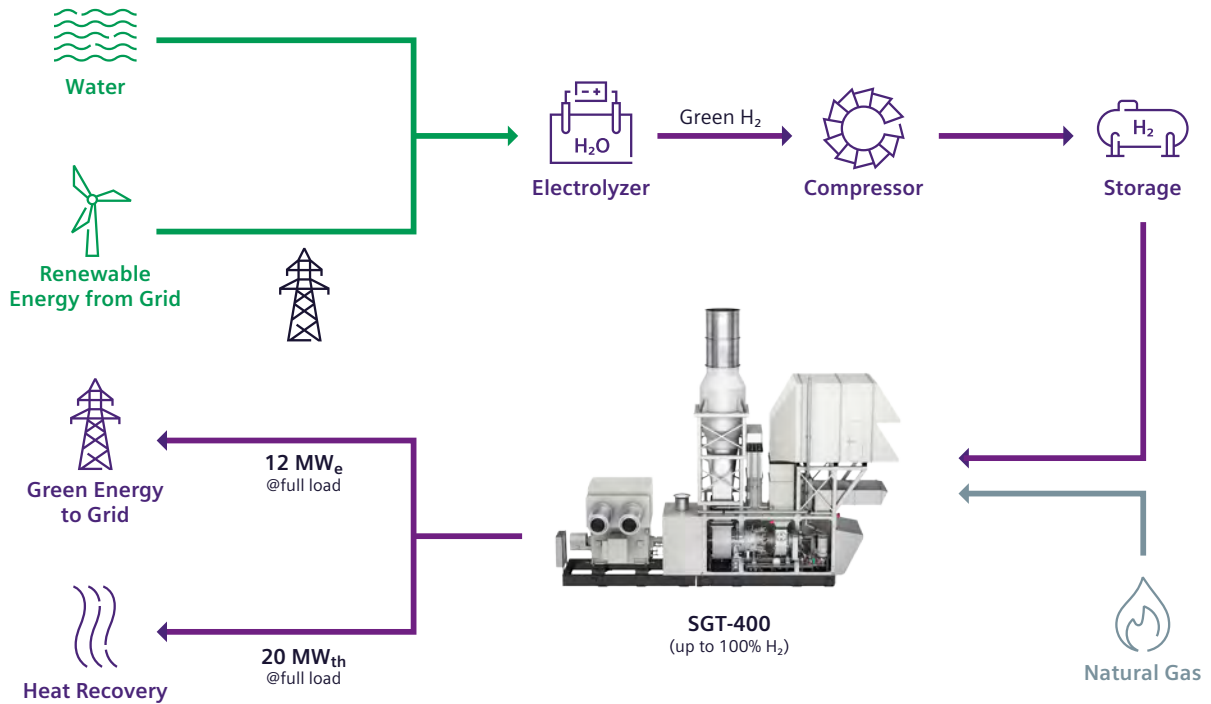 Water
Renewable
Energy from Grid
- +
H₂O
Electrolyzer
Green H₂
Compressor
H₂
Storage
Green Energy
to Grid
12 MWₑ
@full load
Heat Recovery
20 MWₜₕ
@full load
SGT-400
(up to 100% H₂)
Natural Gas